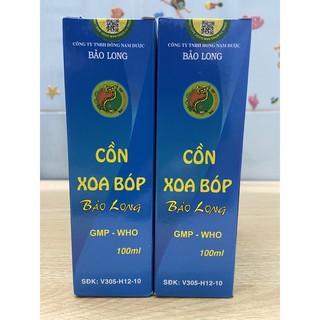 CÔNG TY TNHH ĐÔNG NAM DƯỢC
BẢO LONG
CỒN
XOA BÓP
Bảo Long
GMP - WHO
100ml
SĐK: V305-H12-10
CÔNG TY TNHH ĐÔNG NAM DƯỢC
BẢO LONG
CỒN
XOA BÓP
Bảo Long
GMP - WHO
100ml
SĐK: V305-H12-10